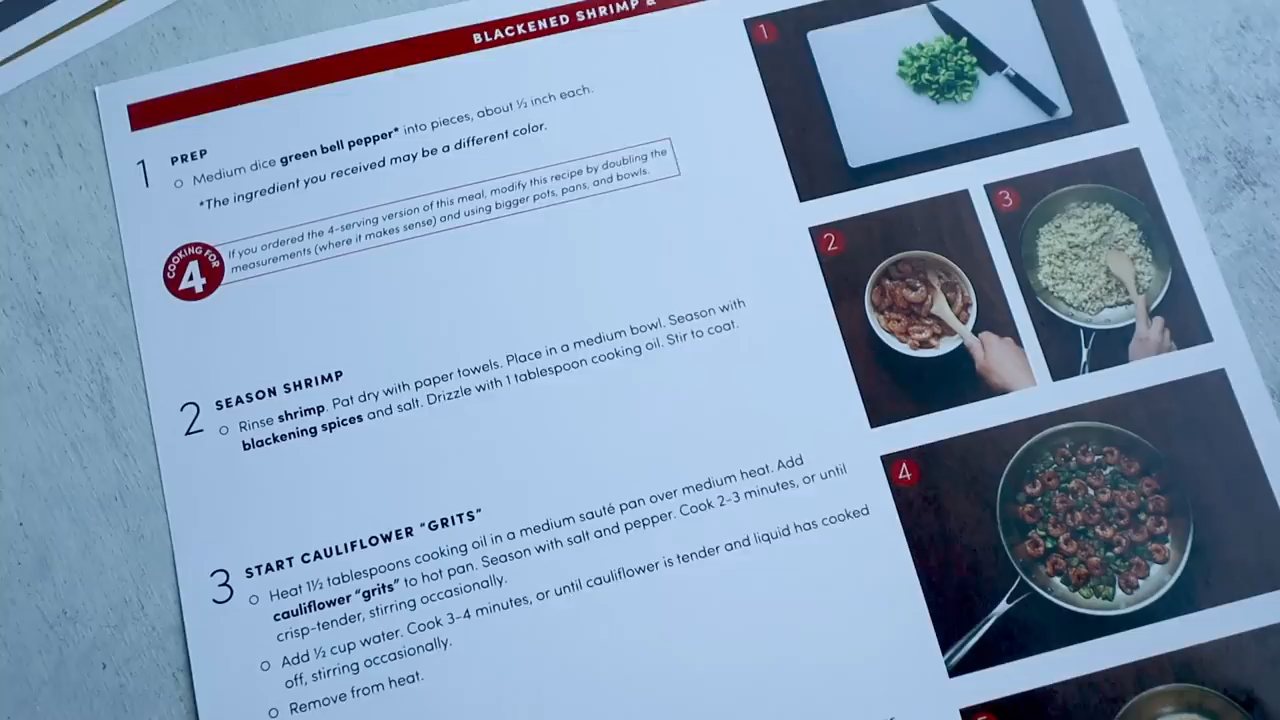 BLACKENED SHRIMP &
1
PREP
○ Medium dice green bell pepper* into pieces, about ½ inch each.
*The ingredient you received may be a different color.
COOKING FOR
4
If you ordered the 4-serving version of this meal, modify this recipe by doubling the
measurements (where it makes sense) and using bigger pots, pans, and bowls.
2
SEASON SHRIMP
○ Rinse shrimp. Pat dry with paper towels. Place in a medium bowl. Season with
blackening spices and salt. Drizzle with 1 tablespoon cooking oil. Stir to coat.
3
START CAULIFLOWER "GRITS"
○ Heat 1½ tablespoons cooking oil in a medium sauté pan over medium heat. Add
cauliflower "grits" to hot pan. Season with salt and pepper. Cook 2-3 minutes, or until
crisp-tender, stirring occasionally.
○ Add ½ cup water. Cook 3-4 minutes, or until cauliflower is tender and liquid has cooked
off, stirring occasionally.
○ Remove from heat.
1
2
3
4